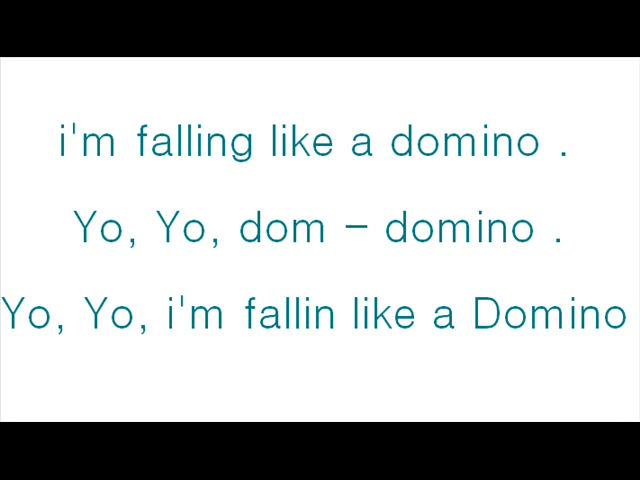 i'm falling like a domino .
Yo, Yo, dom - domino .
Yo, Yo, i'm fallin like a Domino